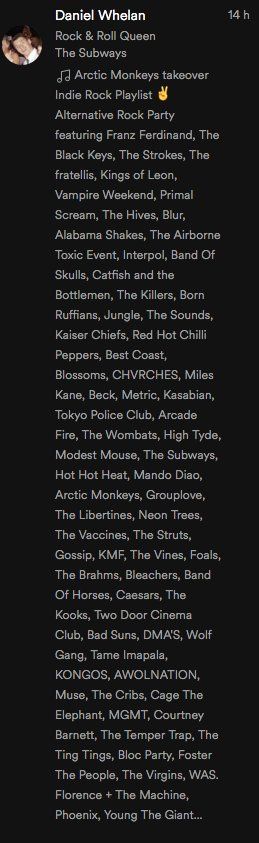 Daniel Whelan
14 h
Rock & Roll Queen
The Subways
Arctic Monkeys takeover
Indie Rock Playlist ✌
Alternative Rock Party
featuring Franz Ferdinand, The
Black Keys, The Strokes, The
fratellis, Kings of Leon,
Vampire Weekend, Primal
Scream, The Hives, Blur,
Alabama Shakes, The Airborne
Toxic Event, Interpol, Band Of
Skulls, Catfish and the
Bottlemen, The Killers, Born
Ruffians, Jungle, The Sounds,
Kaiser Chiefs, Red Hot Chilli
Peppers, Best Coast,
Blossoms, CHVRCHES, Miles
Kane, Beck, Metric, Kasabian,
Tokyo Police Club, Arcade
Fire, The Wombats, High Tyde,
Modest Mouse, The Subways,
Hot Hot Heat, Mando Diao,
Arctic Monkeys, Grouplove,
The Libertines, Neon Trees,
The Vaccines, The Struts,
Gossip, KMF, The Vines, Foals,
The Brahms, Bleachers, Band
Of Horses, Caesars, The
Kooks, Two Door Cinema
Club, Bad Suns, DMA'S, Wolf
Gang, Tame Imapala,
KONGOS, AWOLNATION,
Muse, The Cribs, Cage The
Elephant, MGMT, Courtney
Barnett, The Temper Trap, The
Ting Tings, Bloc Party, Foster
The People, The Virgins, WAS.
Florence + The Machine,
Phoenix, Young The Giant...